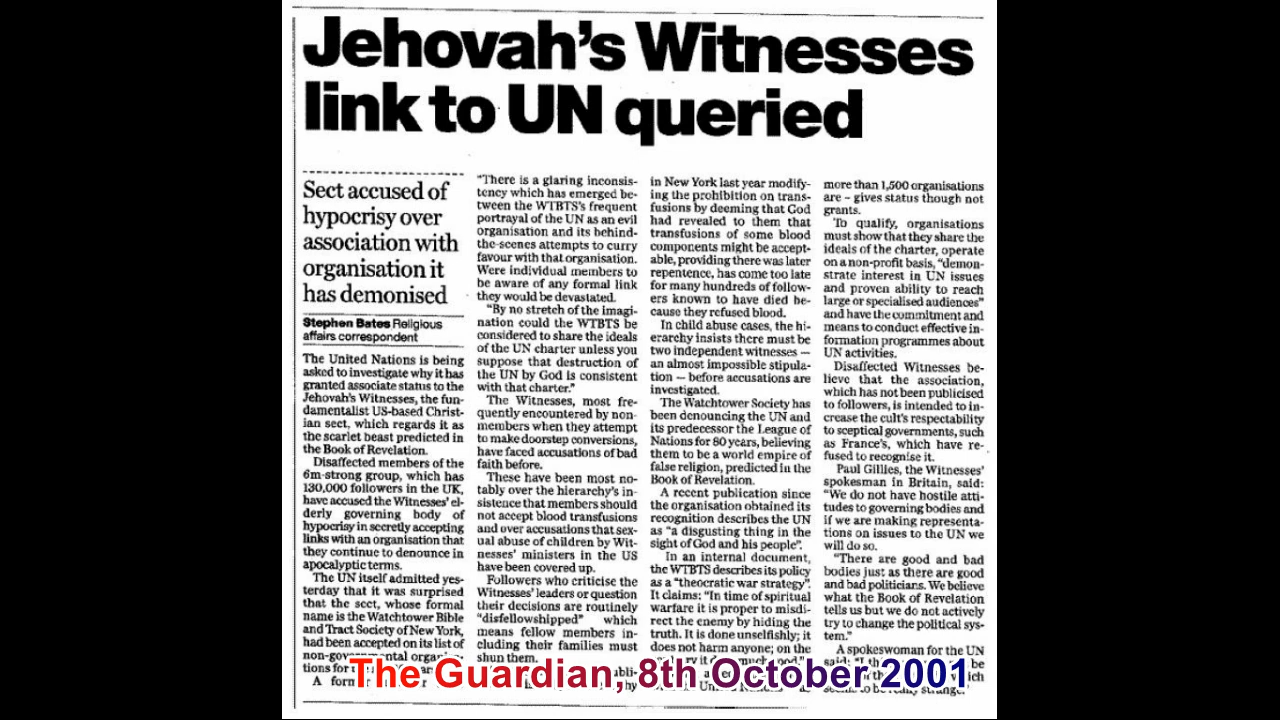 Jehovah's Witnesses
link to UN queried
Sect accused of
hypocrisy over
association with
organisation it
has demonised
Stephen Bates Religious
affairs correspondent
The United Nations is being
asked to investigate why it has
granted associate status to the
Jehovah's Witnesses, the fun-
damentalist US-based Christ-
ian sect, which regards it as
the scarlet beast predicted in
the Book of Revelation.
Disaffected members of the
6m-strong group, which has
130,000 followers in the UK,
have accused the Witnesses' el-
derly governing body of
hypocrisy in secretly accepting
links with an organisation that
they continue to denounce in
apocalyptic terms.
The UN itself admitted yes-
terday that it was surprised
that the sect, whose formal
name is the Watchtower Bible
and Tract Society of New York,
had been accepted on its list of
tions for
A
"There is a glaring inconsis-
tency which has emerged be-
tween the WTBTS's frequent
portrayal of the UN as an evil
organisation and its behind-
the-scenes attempts to curry
favour with that organisation.
Were individual members to
be aware of any formal link
they would be devastated.
"By no stretch of the imagi-
nation could the WTBTS be
considered to share the ideals
of the UN charter unless you
suppose that destruction of
the UN by God is consistent
with that charter."
The Witnesses, most fre-
quently encountered by non-
members when they attempt
to make doorstep conversions,
have faced accusations of bad
faith before.
These have been most no-
tably over the hierarchy's in-
sistence that members should
not accept blood transfusions
and over accusations that sex-
ual abuse of children by Wit-
nesses' ministers in the US
have been covered up.
Followers who criticise the
Witnesses' leaders or question
their decisions are routinely
"disfellowshipped" which
means fellow members in-
cluding their families must
shun them.
in New York last year modify-
ing the prohibition on trans-
fusions by deeming that God
had revealed to them that
transfusions of some blood
components might be accept-
able, providing there was later
repentence, has come too late
for many hundreds of follow-
ers known to have died be-
cause they refused blood.
In child abuse cases, the hi-
erarchy insists there must be
two independent witnesses —
an almost impossible stipula-
tion — before accusations are
investigated.
The Watchtower Society has
been denouncing the UN and
its predecessor the League of
Nations for 80 years, believing
them to be a world empire of
false religion, predicted in the
Book of Revelation.
A recent publication since
the organisation obtained its
recognition describes the UN
as "a disgusting thing in the
sight of God and his people".
In an internal document,
the WTBTS describes its policy
as a "theocratic war strategy".
It claims: "In time of spiritual
warfare it is proper to misdi-
rect the enemy by hiding the
truth. It is done unselfishly; it
does not harm anyone; on the
more than 1,500 organisations
are – gives status though not
grants.
To qualify, organisations
must show that they share the
ideals of the charter, operate
on a non-profit basis, "demon-
strate interest in UN issues
and proven ability to reach
large or specialised audiences"
and have the commitment and
means to conduct effective in-
formation programmes about
UN activities.
Disaffected Witnesses be-
lieve that the association,
which has not been publicised
to followers, is intended to in-
crease the cult's respectability
to sceptical governments, such
as France's, which have re-
fused to recognise it.
Paul Gillies, the Witnesses'
spokesman in Britain, said:
"We do not have hostile atti-
tudes to governing bodies and
if we are making representa-
tions on issues to the UN we
will do so.
"There are good and bad
bodies just as there are good
and bad politicians. We believe
what the Book of Revelation
tells us but we do not actively
try to change the political sys-
tem."
A spokeswoman for the UN
said:
The Guardian, 8th October 2001